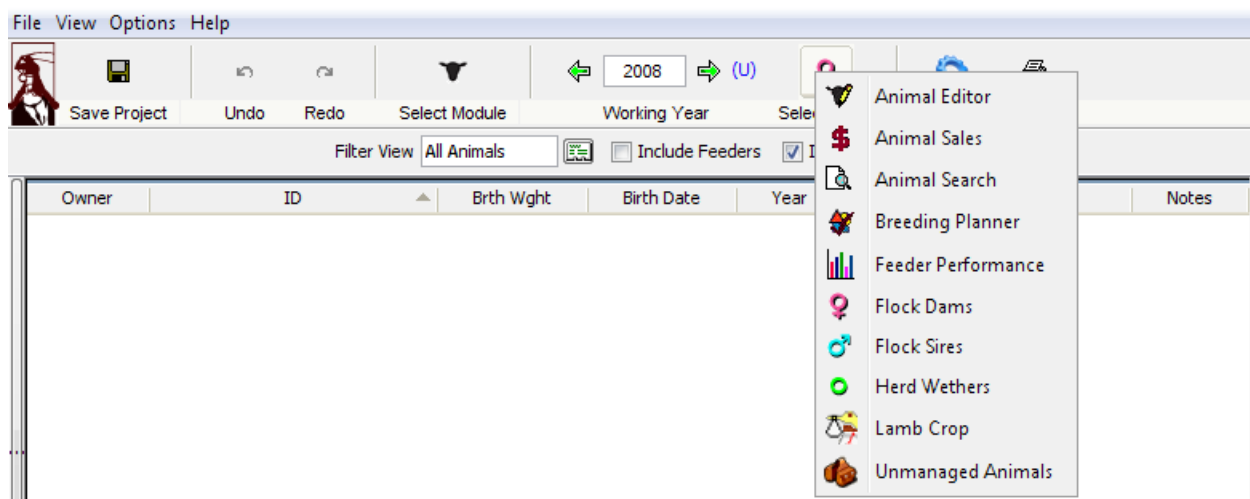 File View Options Help
2008 (U)
Save Project Undo Redo Select Module Working Year
Filter View All Animals Include Feeders
Owner ID Brth Wght Birth Date Year Notes
Animal Editor
Animal Sales
Animal Search
Breeding Planner
Feeder Performance
Flock Dams
Flock Sires
Herd Wethers
Lamb Crop
Unmanaged Animals